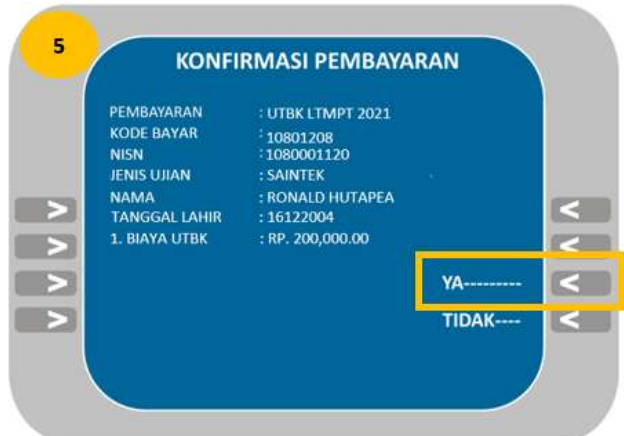 5
KONFIRMASI PEMBAYARAN
PEMBAYARAN : UTBK LTMPT 2021
KODE BAYAR : 10801208
NISN : 1080001120
JENIS UJIAN : SAINTEK
NAMA : RONALD HUTAPEA
TANGGAL LAHIR : 16122004
1. BIAYA UTBK : RP. 200,000.00
> <
> <
> YA--------- <
> TIDAK---- <